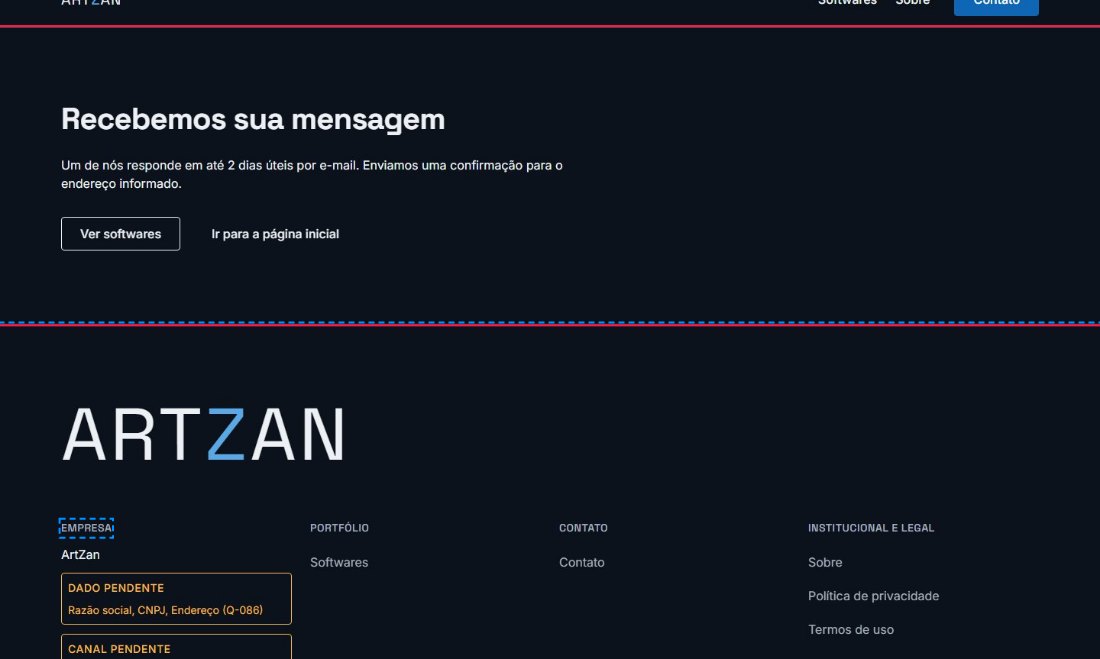 ARTZAN
Softwares Sobre Contato
Recebemos sua mensagem
Um de nós responde em até 2 dias úteis por e-mail. Enviamos uma confirmação para o
endereço informado.
Ver softwares
Ir para a página inicial
ARTZAN
EMPRESA
ArtZan
DADO PENDENTE
Razão social, CNPJ, Endereço (Q-086)
CANAL PENDENTE
PORTFÓLIO
Softwares
CONTATO
Contato
INSTITUCIONAL E LEGAL
Sobre
Política de privacidade
Termos de uso